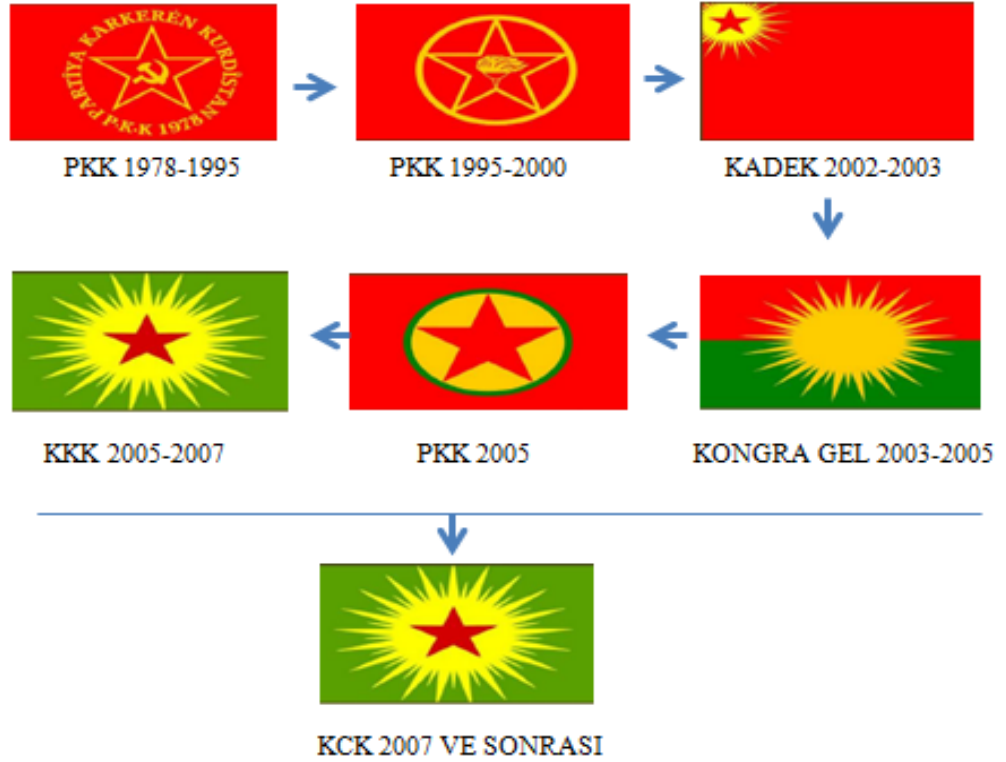 PARTİYA KARKERÊN KURDİSTAN
P·K·K 1978
PKK 1978-1995
PKK 1995-2000
KADEK 2002-2003
KKK 2005-2007
PKK 2005
KONGRA GEL 2003-2005
KCK 2007 VE SONRASI